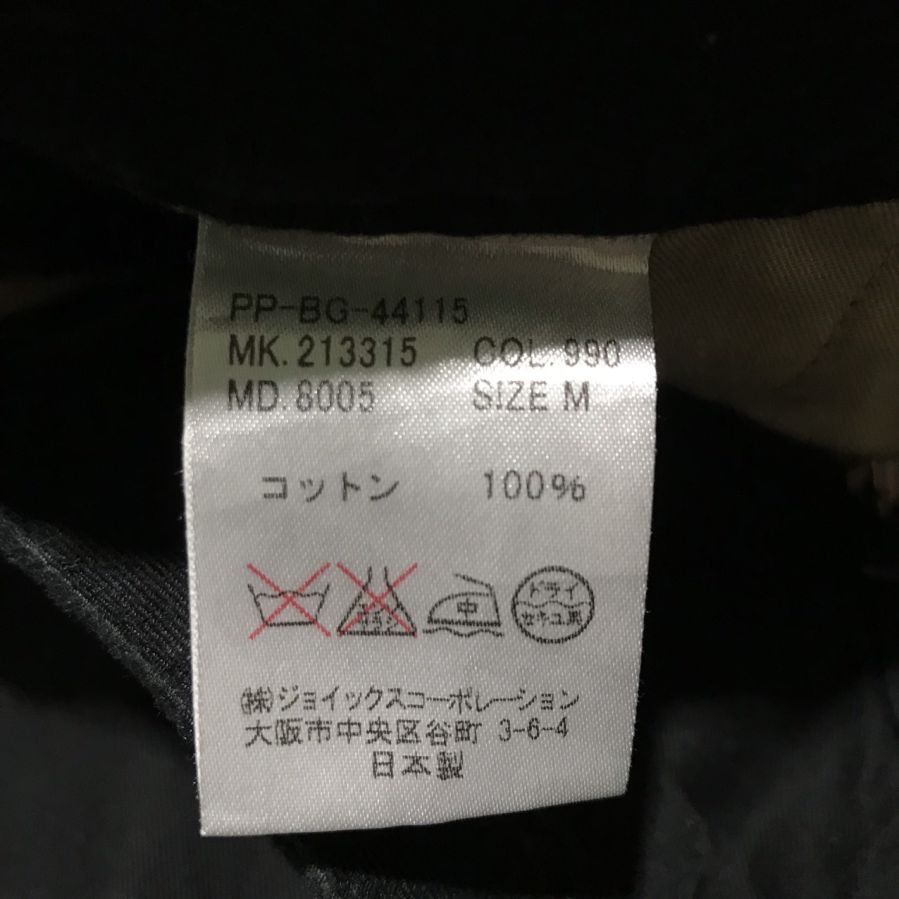 PP-BG-44115
MK. 213315 COL. 990
MD. 8005 SIZE M
コットン 100%
中
ドライ
セキユ系
㈱ジョイックスコーポレーション
大阪市中央区谷町 3-6-4
日本製